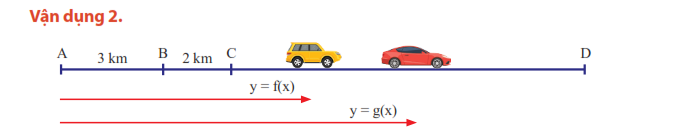 Vận dụng 2.
A 3 km B 2 km C D
y = f(x)
y = g(x)